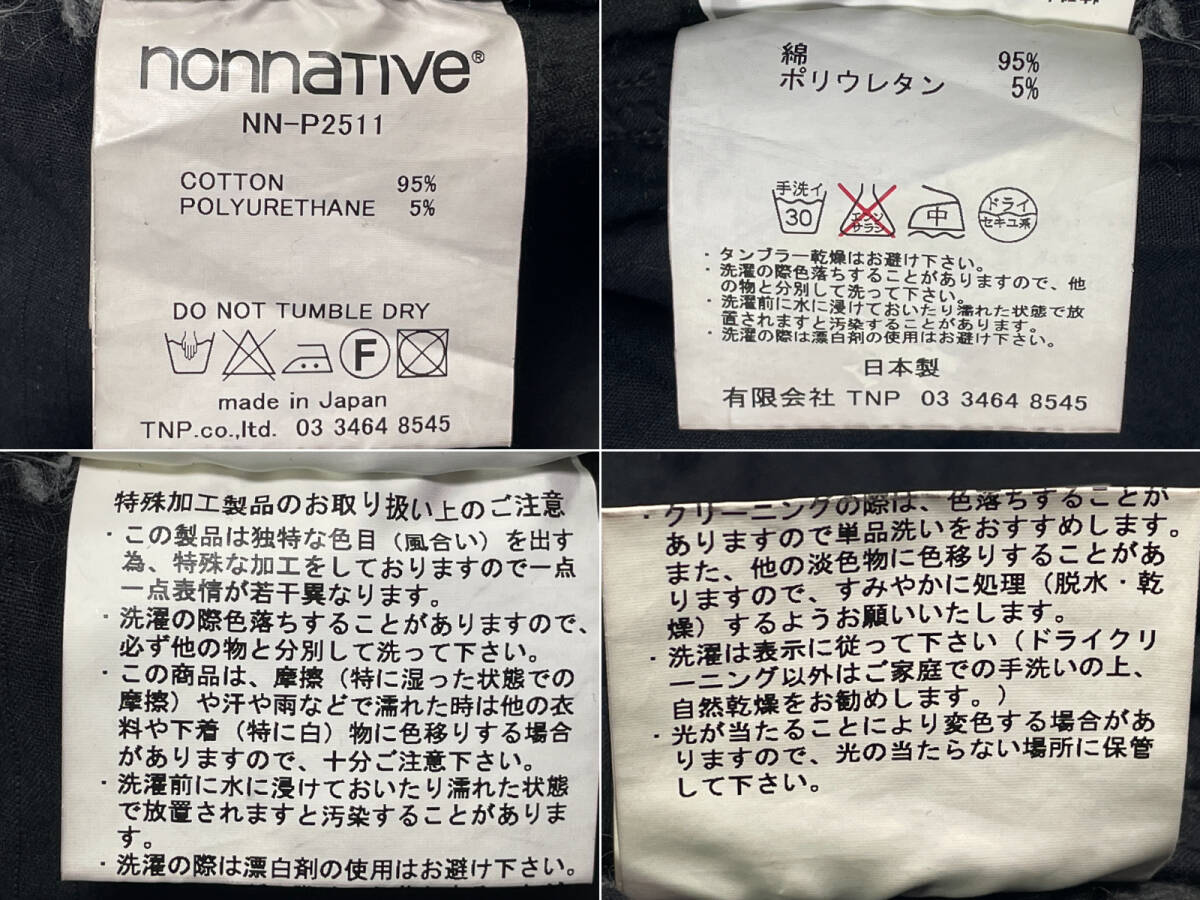 nonnative®
NN-P2511
COTTON 95%
POLYURETHANE 5%
DO NOT TUMBLE DRY
F
made in Japan
TNP.co.,ltd. 03 3464 8545
綿 95%
ポリウレタン 5%
手洗イ
30
エンソ
サラシ
中
ドライ
セキユ系
・タンブラー乾燥はお避け下さい。
・洗濯の際色落ちすることがありますので、他
の物と分別して洗って下さい。
・洗濯前に水に浸けておいたり濡れた状態で放
置されますと汚染することがあります。
・洗濯の際は漂白剤の使用はお避け下さい。
日本製
有限会社 TNP 03 3464 8545
特殊加工製品のお取り扱い上のご注意
・この製品は独特な色目（風合い）を出す
為、特殊な加工をしておりますので一点
一点表情が若干異なります。
・洗濯の際色落ちすることがありますので、
必ず他の物と分別して洗って下さい。
・この商品は、摩擦（特に湿った状態での
摩擦）や汗や雨などで濡れた時は他の衣
料や下着（特に白）物に色移りする場合
がありますので、十分ご注意下さい。
・洗濯前に水に浸けておいたり濡れた状態
で放置されますと汚染することがありま
す。
・洗濯の際は漂白剤の使用はお避け下さい。
・クリーニングの際は、色落ちすることが
ありますので単品洗いをおすすめします。
また、他の淡色物に色移りすることがあ
りますので、すみやかに処理（脱水・乾
燥）するようお願いいたします。
・洗濯は表示に従って下さい（ドライクリ
ーニング以外はご家庭での手洗いの上、
自然乾燥をお勧めします。）
・光が当たることにより変色する場合があ
りますので、光の当たらない場所に保管
して下さい。